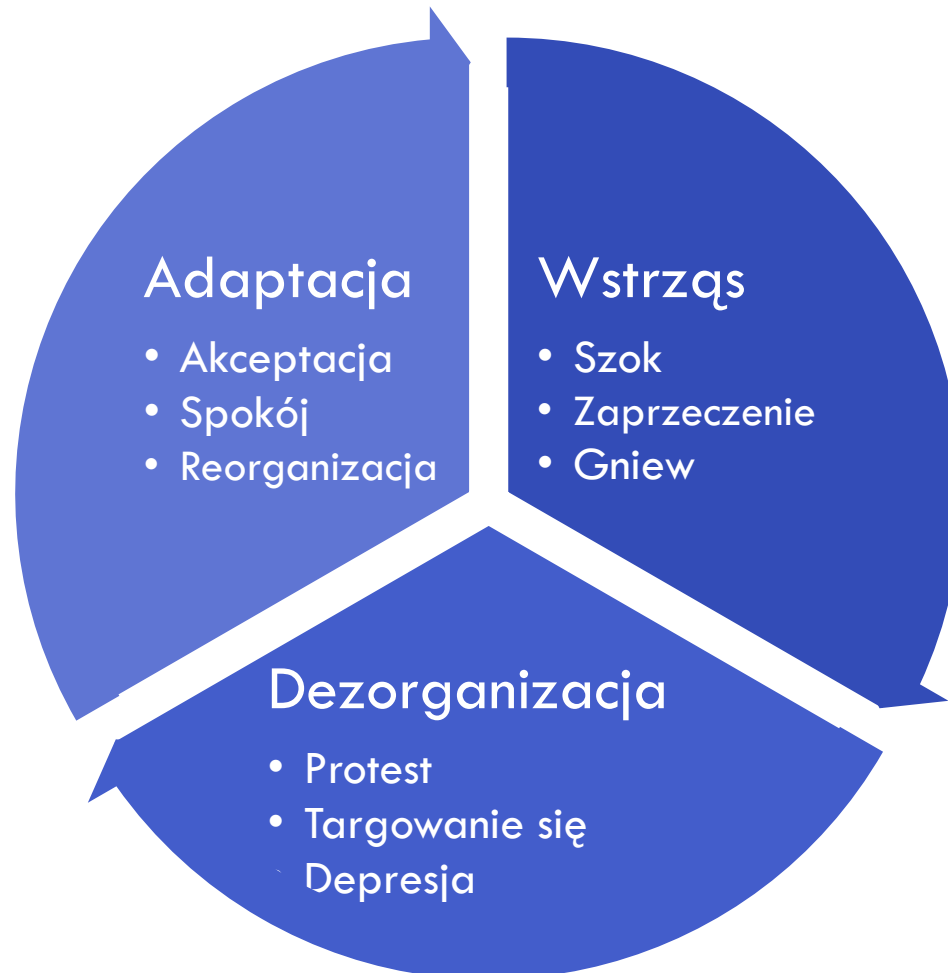 Adaptacja
• Akceptacja
• Spokój
• Reorganizacja
Wstrząs
• Szok
• Zaprzeczenie
• Gniew
Dezorganizacja
• Protest
• Targowanie się
Depresja